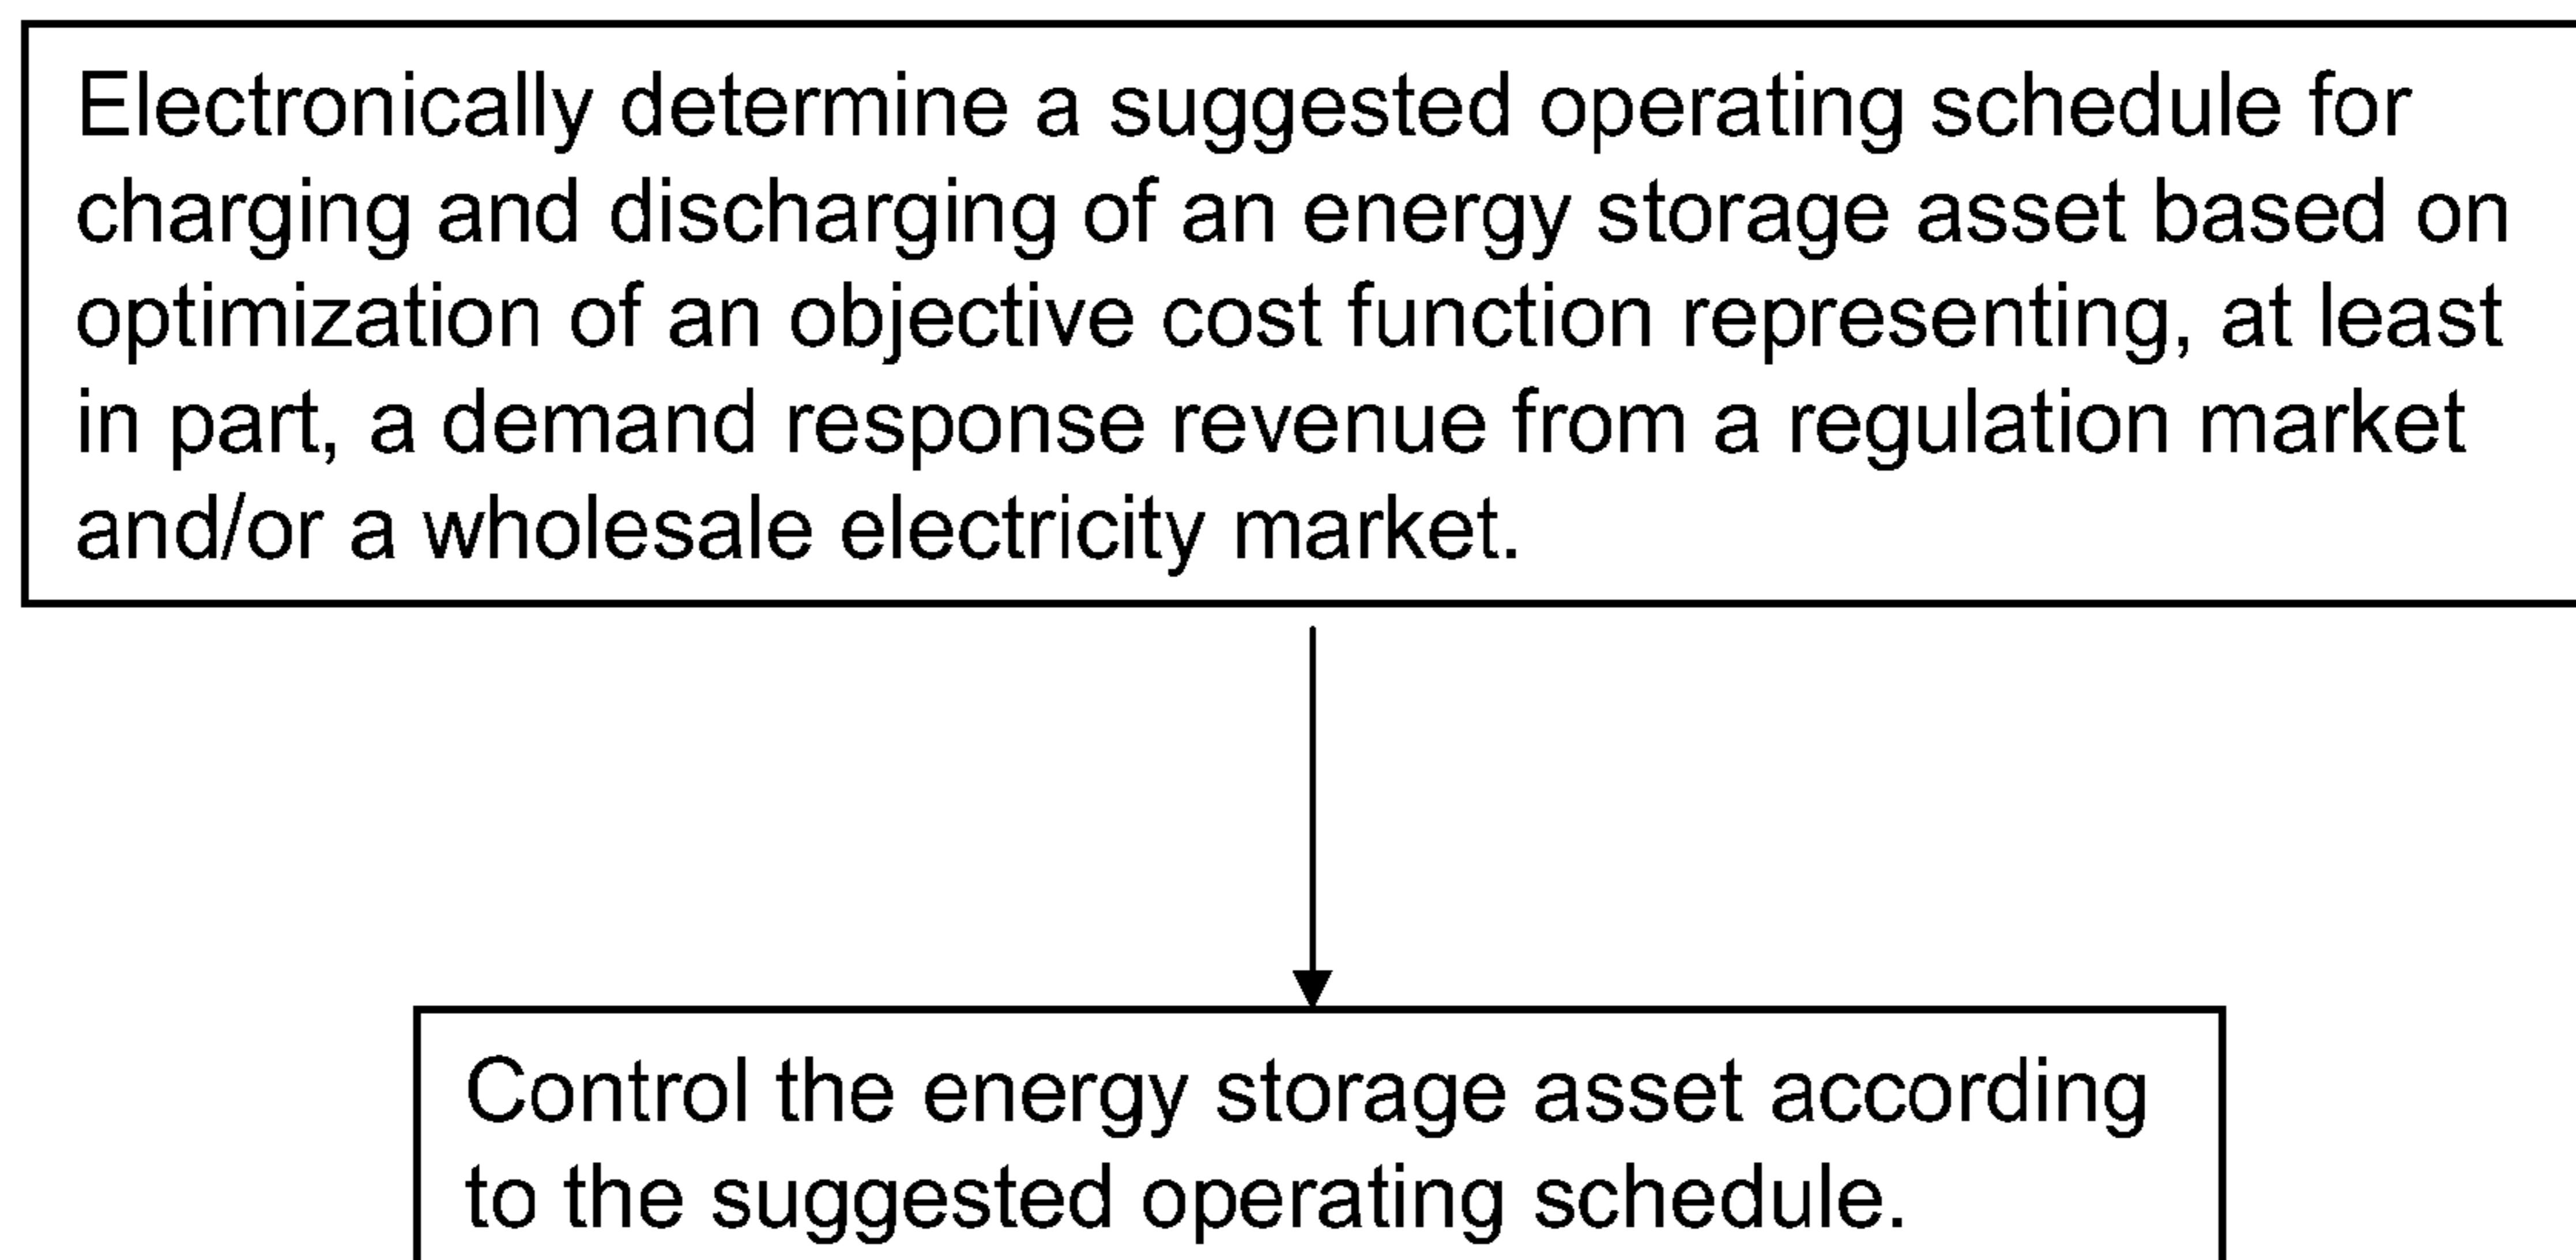 Electronically determine a suggested operating schedule for
charging and discharging of an energy storage asset based on
optimization of an objective cost function representing, at least
in part, a demand response revenue from a regulation market
and/or a wholesale electricity market.
Control the energy storage asset according
to the suggested operating schedule.